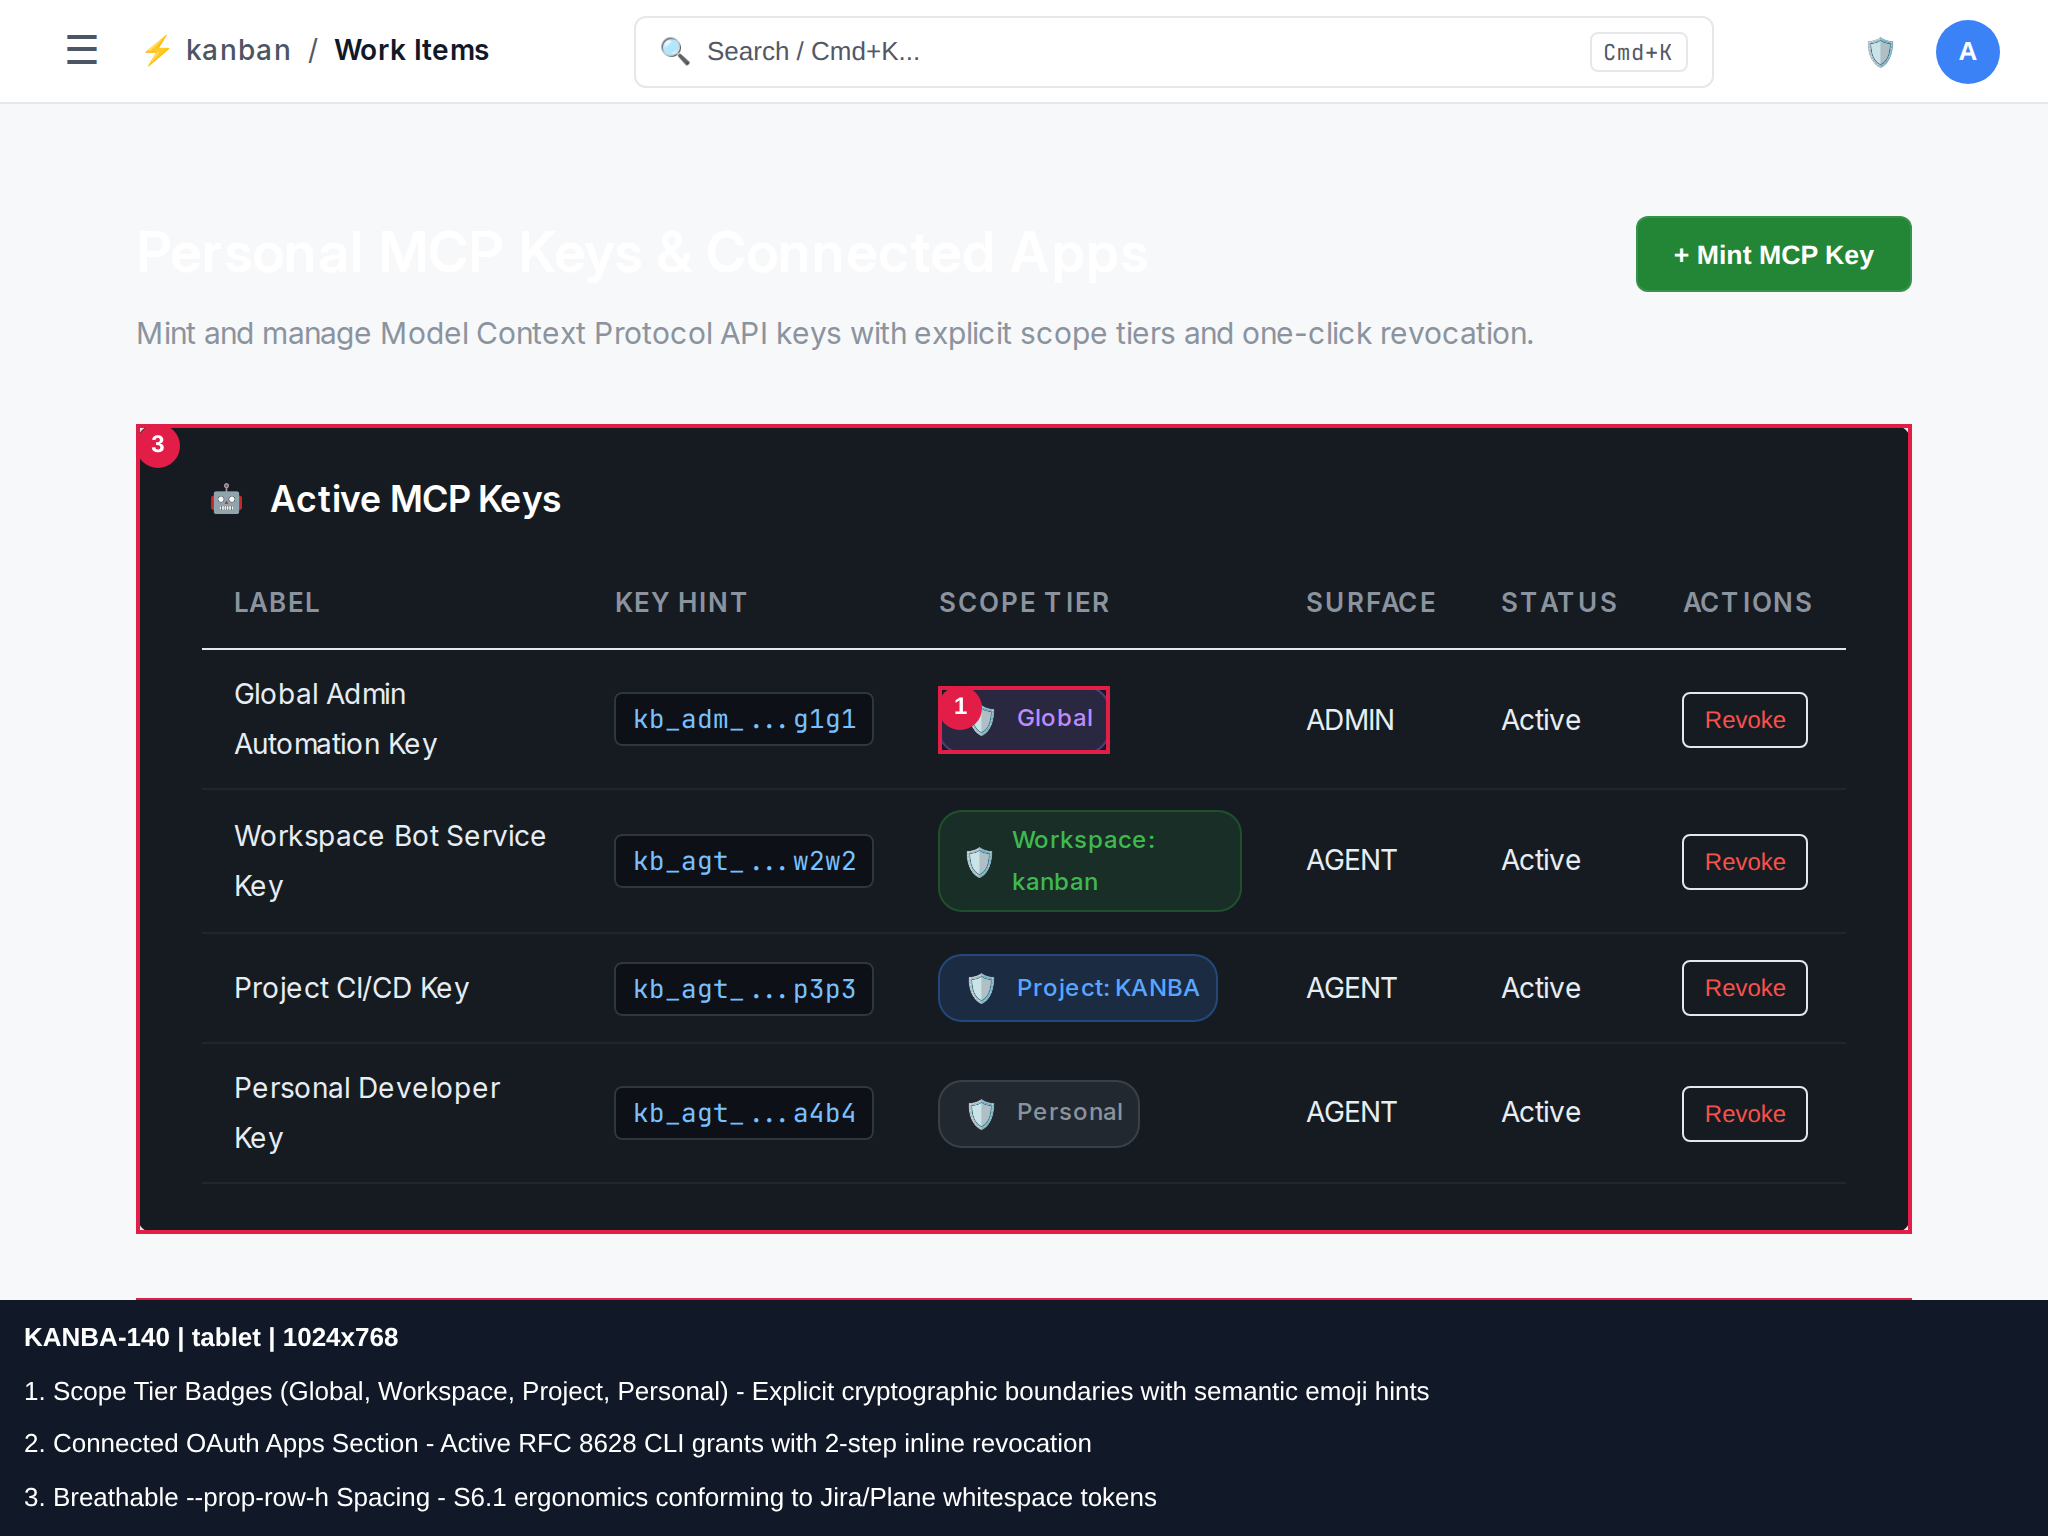 kanban / Work Items
Search / Cmd+K...
Cmd+K
A
Personal MCP Keys & Connected Apps
+ Mint MCP Key
Mint and manage Model Context Protocol API keys with explicit scope tiers and one-click revocation.
3
Active MCP Keys
LABEL KEY HINT SCOPE TIER SURFACE STATUS ACTIONS
Global Admin
Automation Key
kb_adm_...g1g1
1
Global
ADMIN
Active
Revoke
Workspace Bot Service
Key
kb_agt_...w2w2
Workspace:
kanban
AGENT
Active
Revoke
Project CI/CD Key
kb_agt_...p3p3
Project: KANBA
AGENT
Active
Revoke
Personal Developer
Key
kb_agt_...a4b4
Personal
AGENT
Active
Revoke
KANBA-140 | tablet | 1024x768
1. Scope Tier Badges (Global, Workspace, Project, Personal) - Explicit cryptographic boundaries with semantic emoji hints
2. Connected OAuth Apps Section - Active RFC 8628 CLI grants with 2-step inline revocation
3. Breathable --prop-row-h Spacing - S6.1 ergonomics conforming to Jira/Plane whitespace tokens